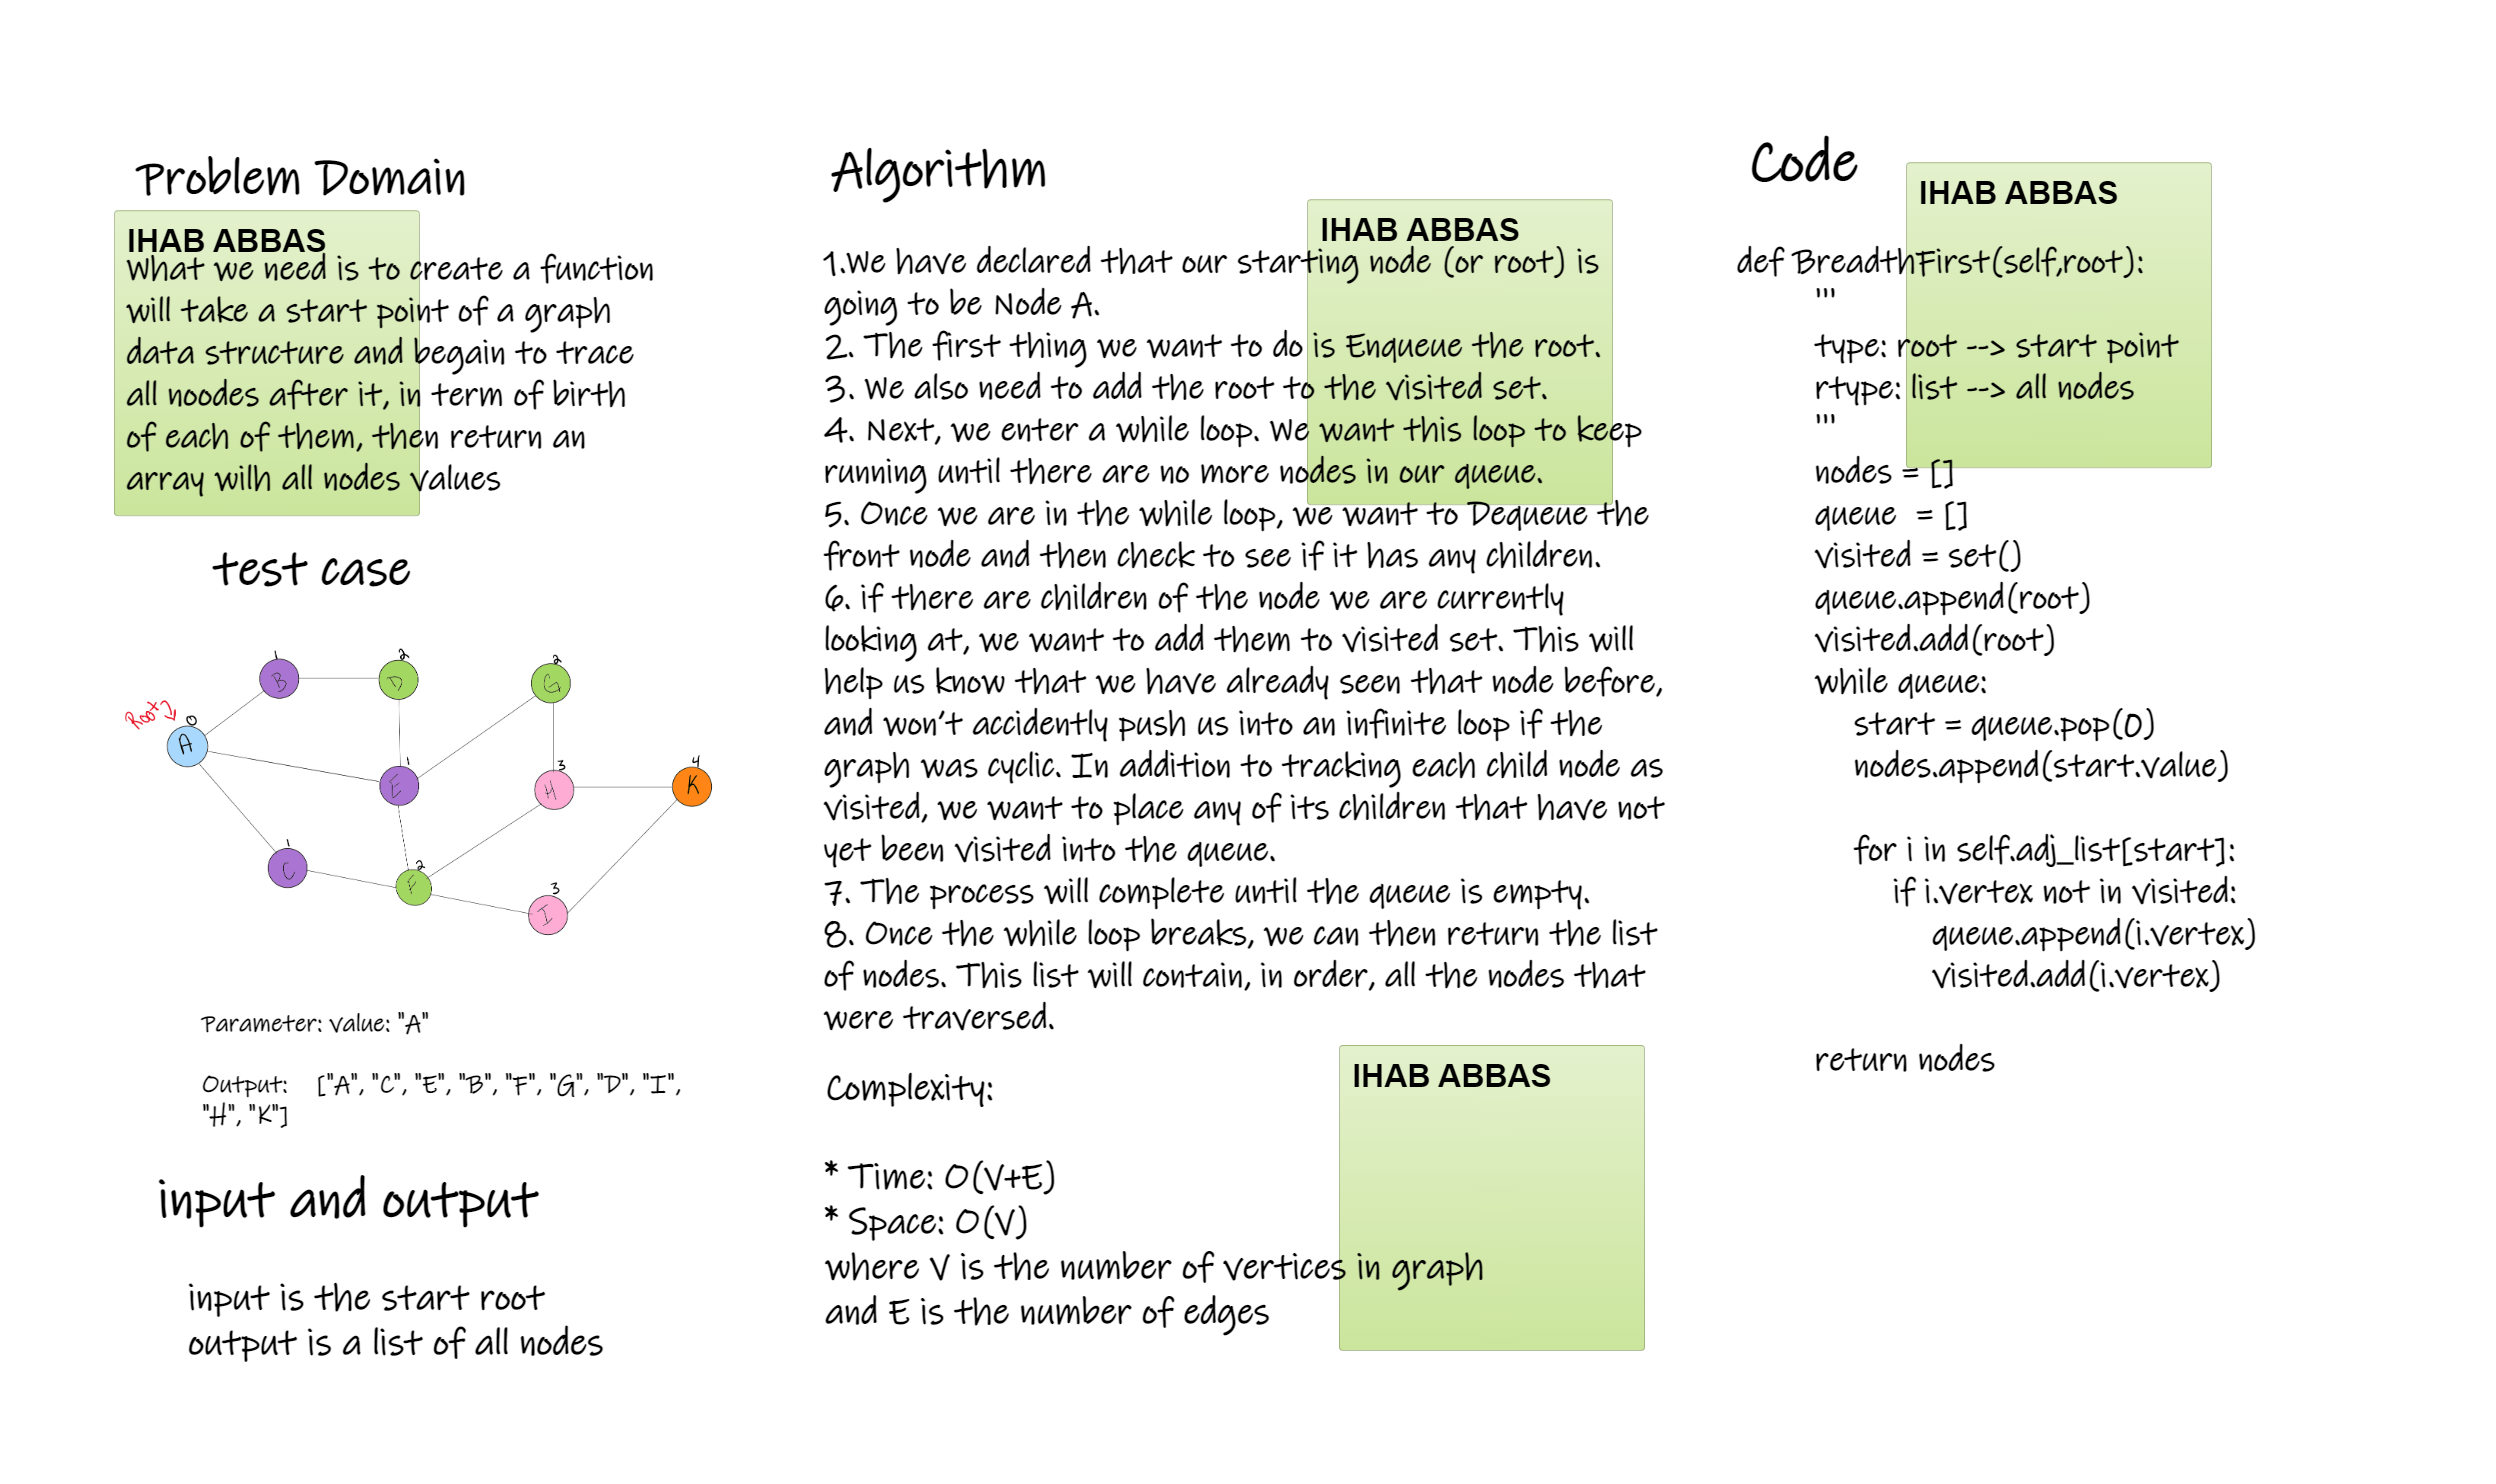 Problem Domain
IHAB ABBAS
What we need is to create a function
will take a start point of a graph
data structure and begain to trace
all noodes after it, in term of birth
of each of them, then return an
array wilh all nodes values
test case
Root
0
A
1
B
2
D
2
G
1
E
3
H
4
K
1
C
2
F
3
I
Parameter: value: "A"
Output: ["A", "C", "E", "B", "F", "G", "D", "I",
"H", "K"]
input and output
input is the start root
output is a list of all nodes
Algorithm
IHAB ABBAS
1.We have declared that our starting node (or root) is
going to be Node A.
2. The first thing we want to do is Enqueue the root.
3. We also need to add the root to the visited set.
4. Next, we enter a while loop. We want this loop to keep
running until there are no more nodes in our queue.
5. Once we are in the while loop, we want to Dequeue the
front node and then check to see if it has any children.
6. if there are children of the node we are currently
looking at, we want to add them to visited set. This will
help us know that we have already seen that node before,
and won't accidently push us into an infinite loop if the
graph was cyclic. In addition to tracking each child node as
visited, we want to place any of its children that have not
yet been visited into the queue.
7. The process will complete until the queue is empty.
8. Once the while loop breaks, we can then return the list
of nodes. This list will contain, in order, all the nodes that
were traversed.
IHAB ABBAS
Complexity:
* Time: O(V+E)
* Space: O(V)
where V is the number of vertices in graph
and E is the number of edges
Code
IHAB ABBAS
def BreadthFirst(self,root):
'''
type: root --> start point
rtype: list --> all nodes
'''
nodes = []
queue = []
visited = set()
queue.append(root)
visited.add(root)
while queue:
start = queue.pop(0)
nodes.append(start.value)
for i in self.adj_list[start]:
if i.vertex not in visited:
queue.append(i.vertex)
visited.add(i.vertex)
return nodes